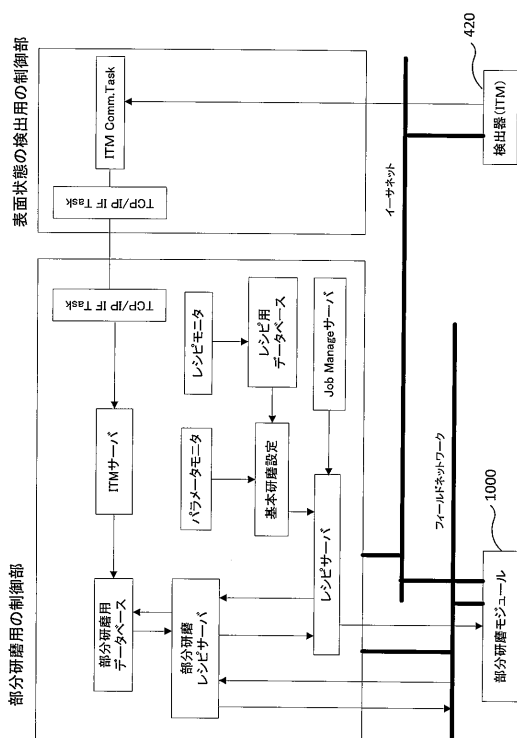 部分研磨用の制御部
表面状態の検出用の制御部
部分研磨用
データベース
ITMサーバ
TCP/IP IF Task
TCP/IP IF Task
ITM Comm.Task
部分研磨
レシピサーバ
パラメータモニタ
レシピモニタ
基本研磨設定
レシピ用
データベース
レシピサーバ
Job Manageサーバ
イーサネット
フィールドネットワーク
部分研磨モジュール
1000
検出器(ITM)
420